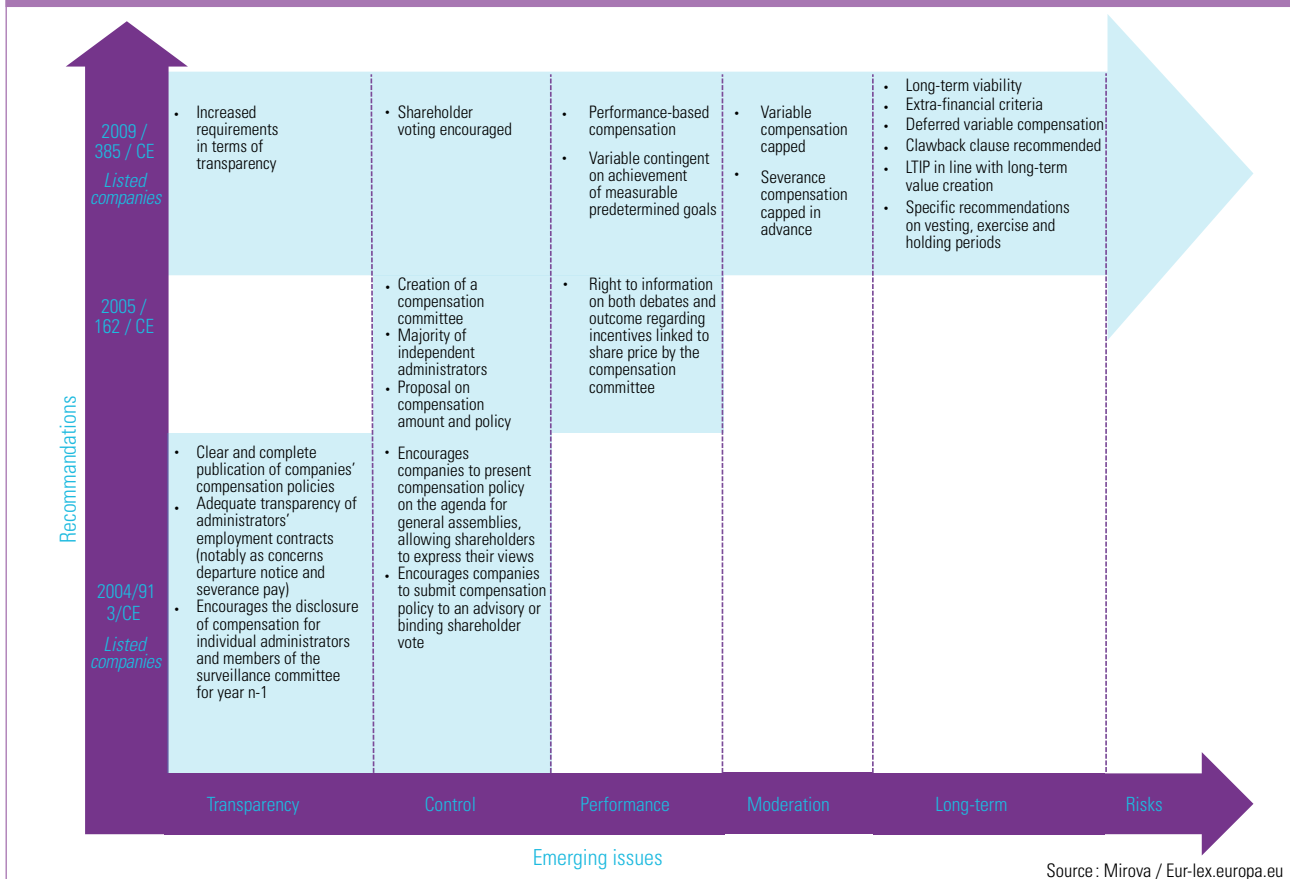 2009 /
385 / CE
Listed
companies
• Increased
requirements
in terms of
transparency
• Shareholder
voting encouraged
• Performance-based
compensation
• Variable contingent
on achievement
of measurable
predetermined goals
• Variable
compensation
capped
• Severance
compensation
capped in
advance
• Long-term viability
• Extra-financial criteria
• Deferred variable compensation
• Clawback clause recommended
• LTIP in line with long-term
value creation
• Specific recommendations
on vesting, exercise and
holding periods
2005 /
162 / CE
• Creation of a
compensation
committee
• Majority of
independent
administrators
• Proposal on
compensation
amount and policy
• Right to information
on both debates and
outcome regarding
incentives linked to
share price by the
compensation
committee
Recommandations
2004/91
3/CE
Listed
companies
• Clear and complete
publication of companies’
compensation policies
• Adequate transparency of
administrators’
employment contracts
(notably as concerns
departure notice and
severance pay)
• Encourages the disclosure
of compensation for
individual administrators
and members of the
surveillance committee
for year n-1
• Encourages
companies to present
compensation policy
on the agenda for
general assemblies,
allowing shareholders
to express their views
• Encourages companies
to submit compensation
policy to an advisory or
binding shareholder
vote
Transparency
Control
Performance
Moderation
Long-term
Risks
Emerging issues
Source : Mirova / Eur-lex.europa.eu